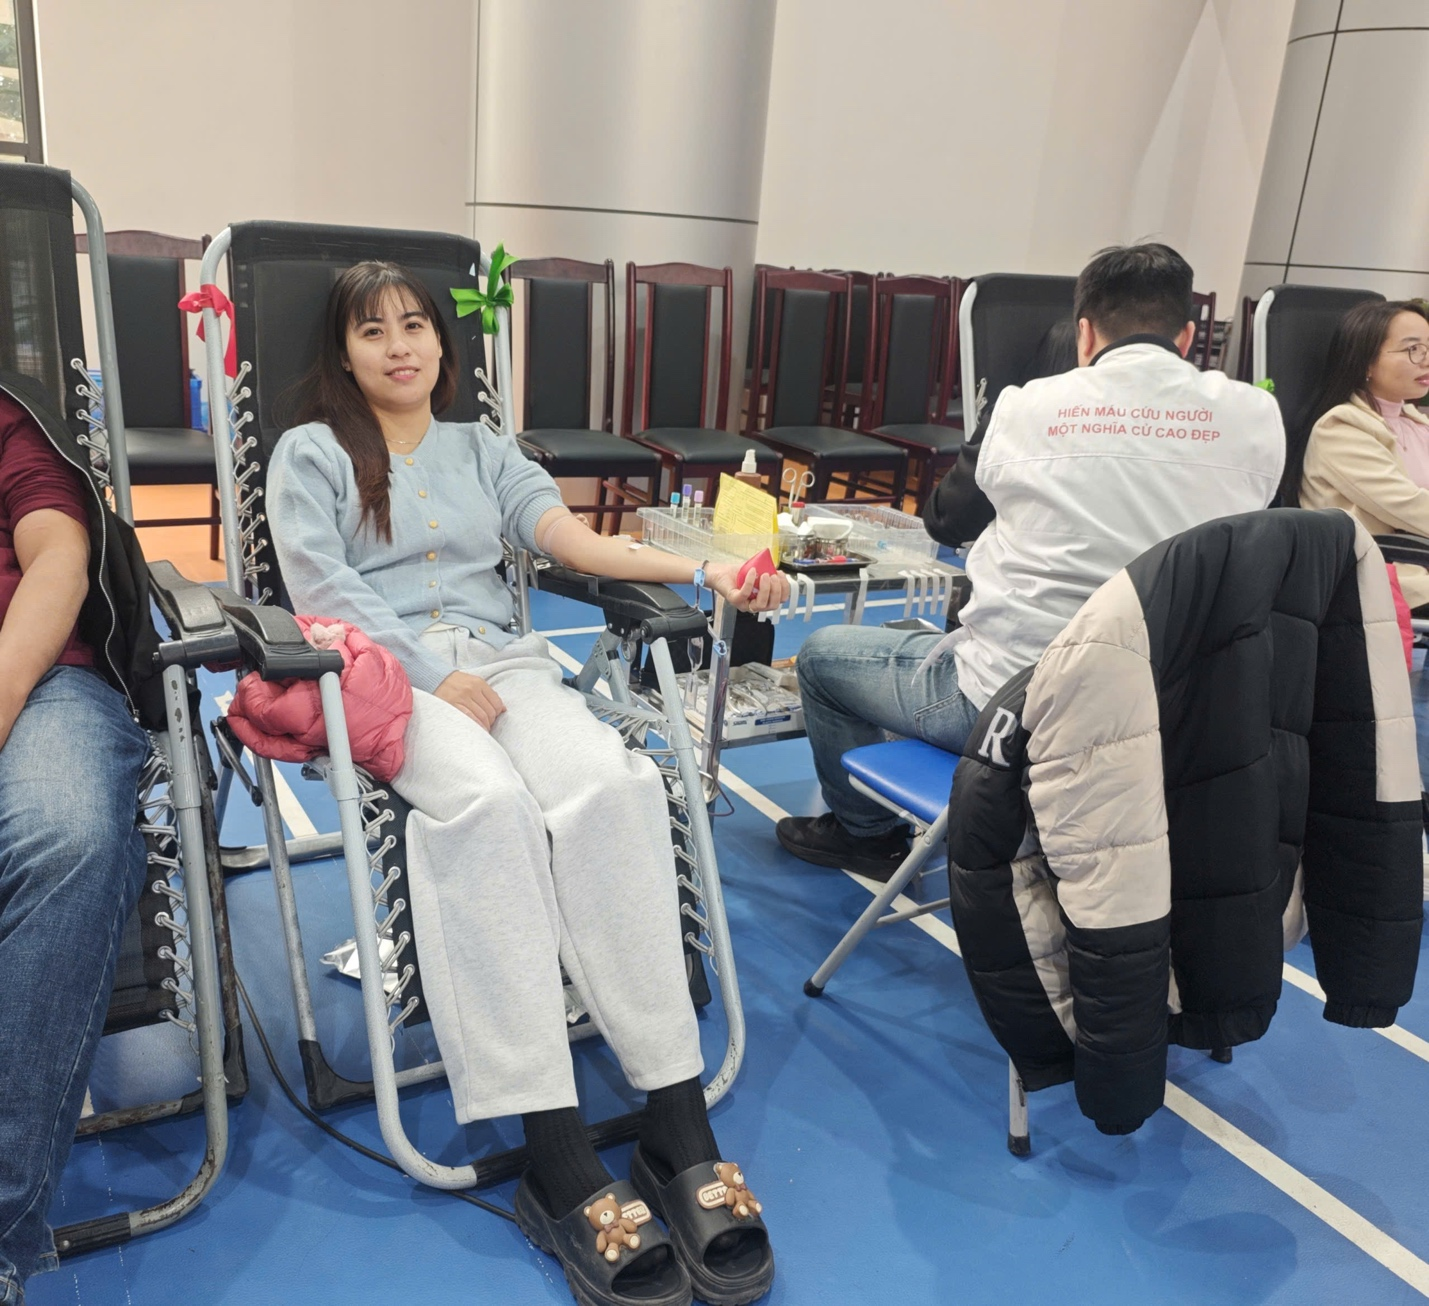 HIẾN MÁU CỨU NGƯỜI
MỘT NGHĨA CỬ CAO ĐẸP
R